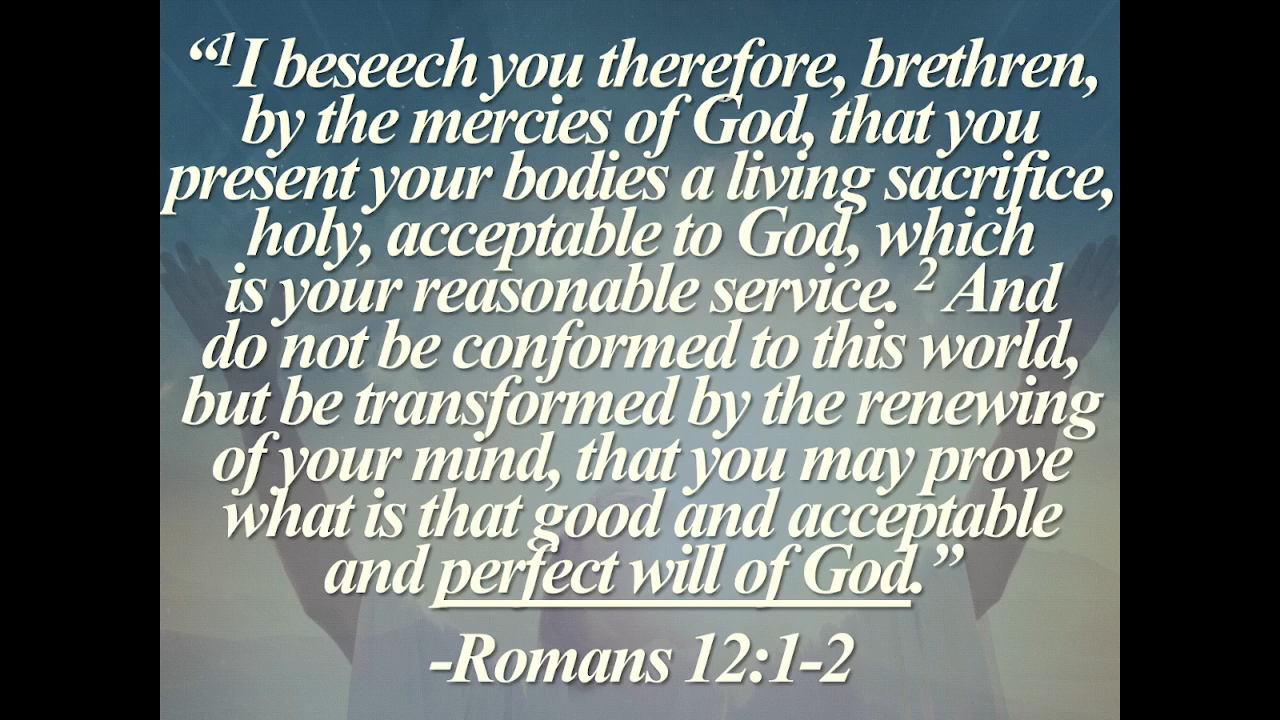 “¹I beseech you therefore, brethren,
by the mercies of God, that you
present your bodies a living sacrifice,
holy, acceptable to God, which
is your reasonable service. ² And
do not be conformed to this world,
but be transformed by the renewing
of your mind, that you may prove
what is that good and acceptable
and perfect will of God.”
-Romans 12:1-2